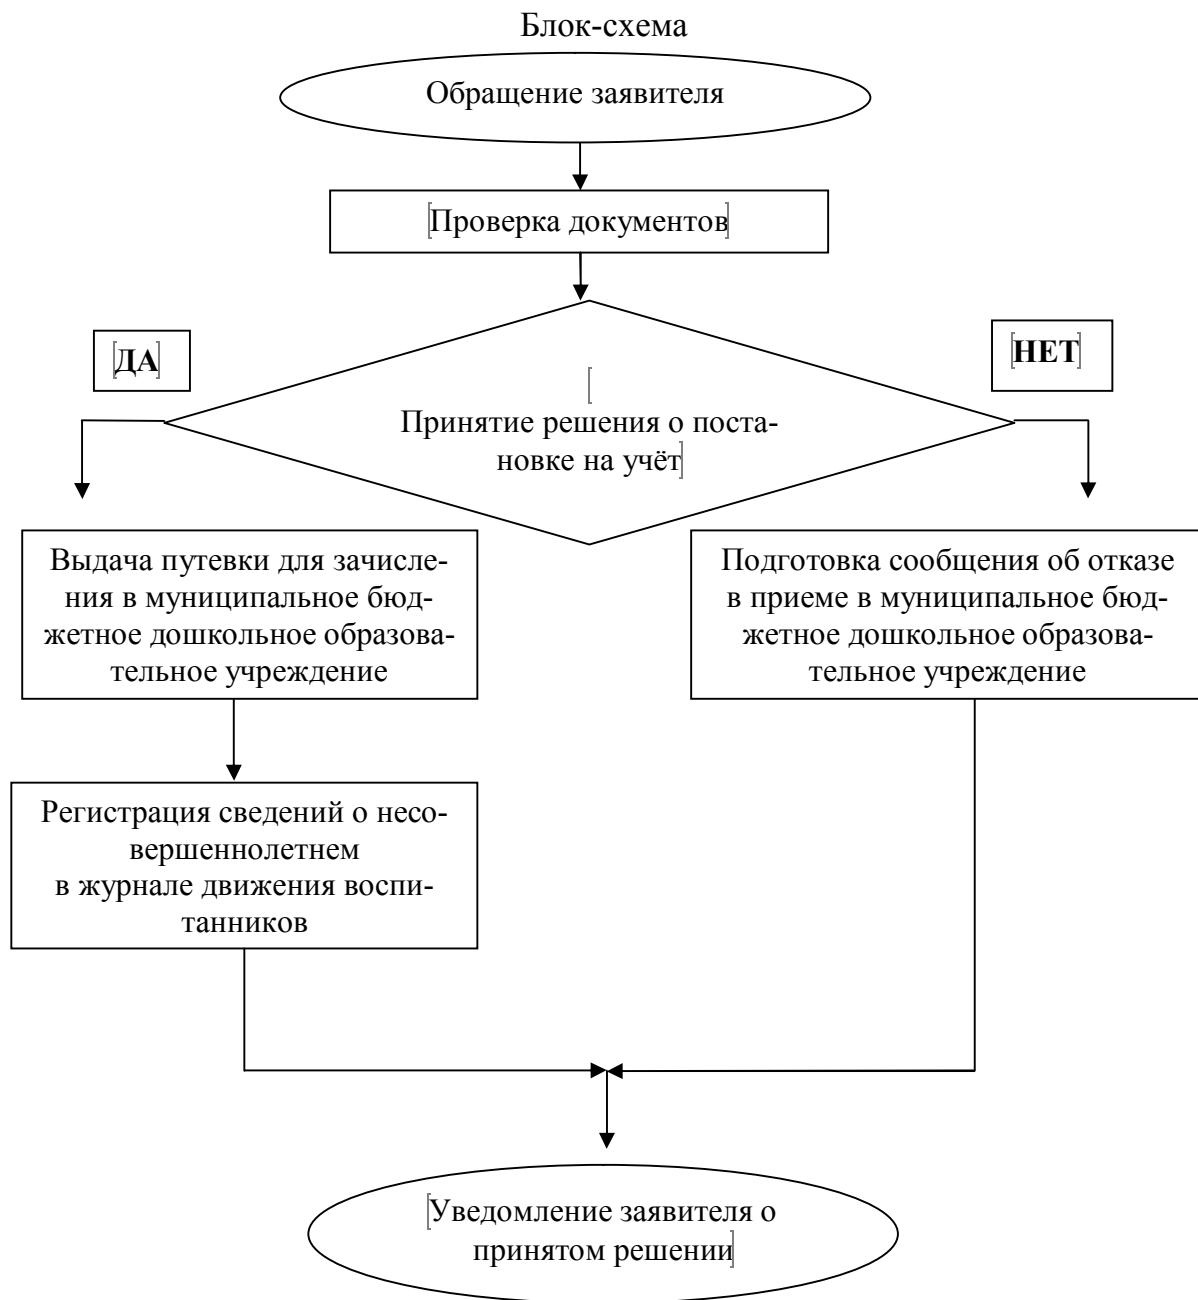 Блок-схема
Обращение заявителя
Проверка документов
ДА
НЕТ
Принятие решения о поста-
новке на учёт
Выдача путевки для зачисле-
ния в муниципальное бюд-
жетное дошкольное образова-
тельное учреждение
Подготовка сообщения об отказе
в приеме в муниципальное бюд-
жетное дошкольное образова-
тельное учреждение
Регистрация сведений о несо-
вершеннолетнем
в журнале движения воспи-
танников
Уведомление заявителя о
принятом решении